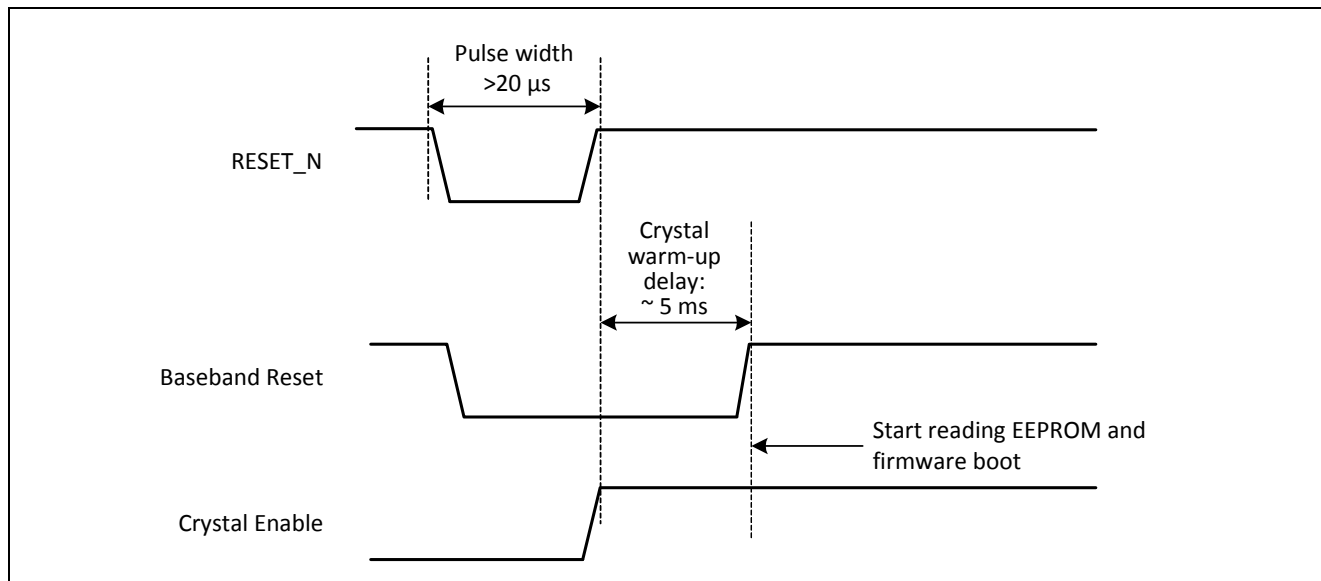 Pulse width
>20 µs
RESET_N
Crystal
warm-up
delay:
~ 5 ms
Baseband Reset
Start reading EEPROM and
firmware boot
Crystal Enable